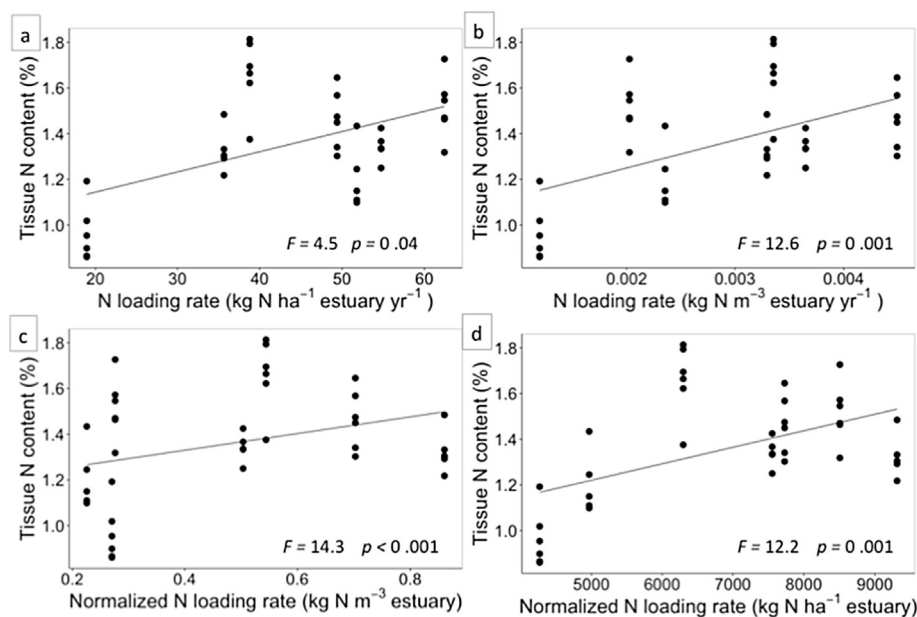 a
Tissue N content (%)
1.8
1.6
1.4
1.2
1.0
F = 4.5 p = 0 .04
20 30 40 50 60
N loading rate (kg N ha⁻¹ estuary yr⁻¹ )
b
Tissue N content (%)
1.8
1.6
1.4
1.2
1.0
F = 12.6 p = 0 .001
0.002 0.003 0.004
N loading rate (kg N m⁻³ estuary yr⁻¹ )
c
Tissue N content (%)
1.8
1.6
1.4
1.2
1.0
F = 14.3 p < 0 .001
0.2 0.4 0.6 0.8
Normalized N loading rate (kg N m⁻³ estuary)
d
Tissue N content (%)
1.8
1.6
1.4
1.2
1.0
F = 12.2 p = 0 .001
5000 6000 7000 8000 9000
Normalized N loading rate (kg N ha⁻¹ estuary)